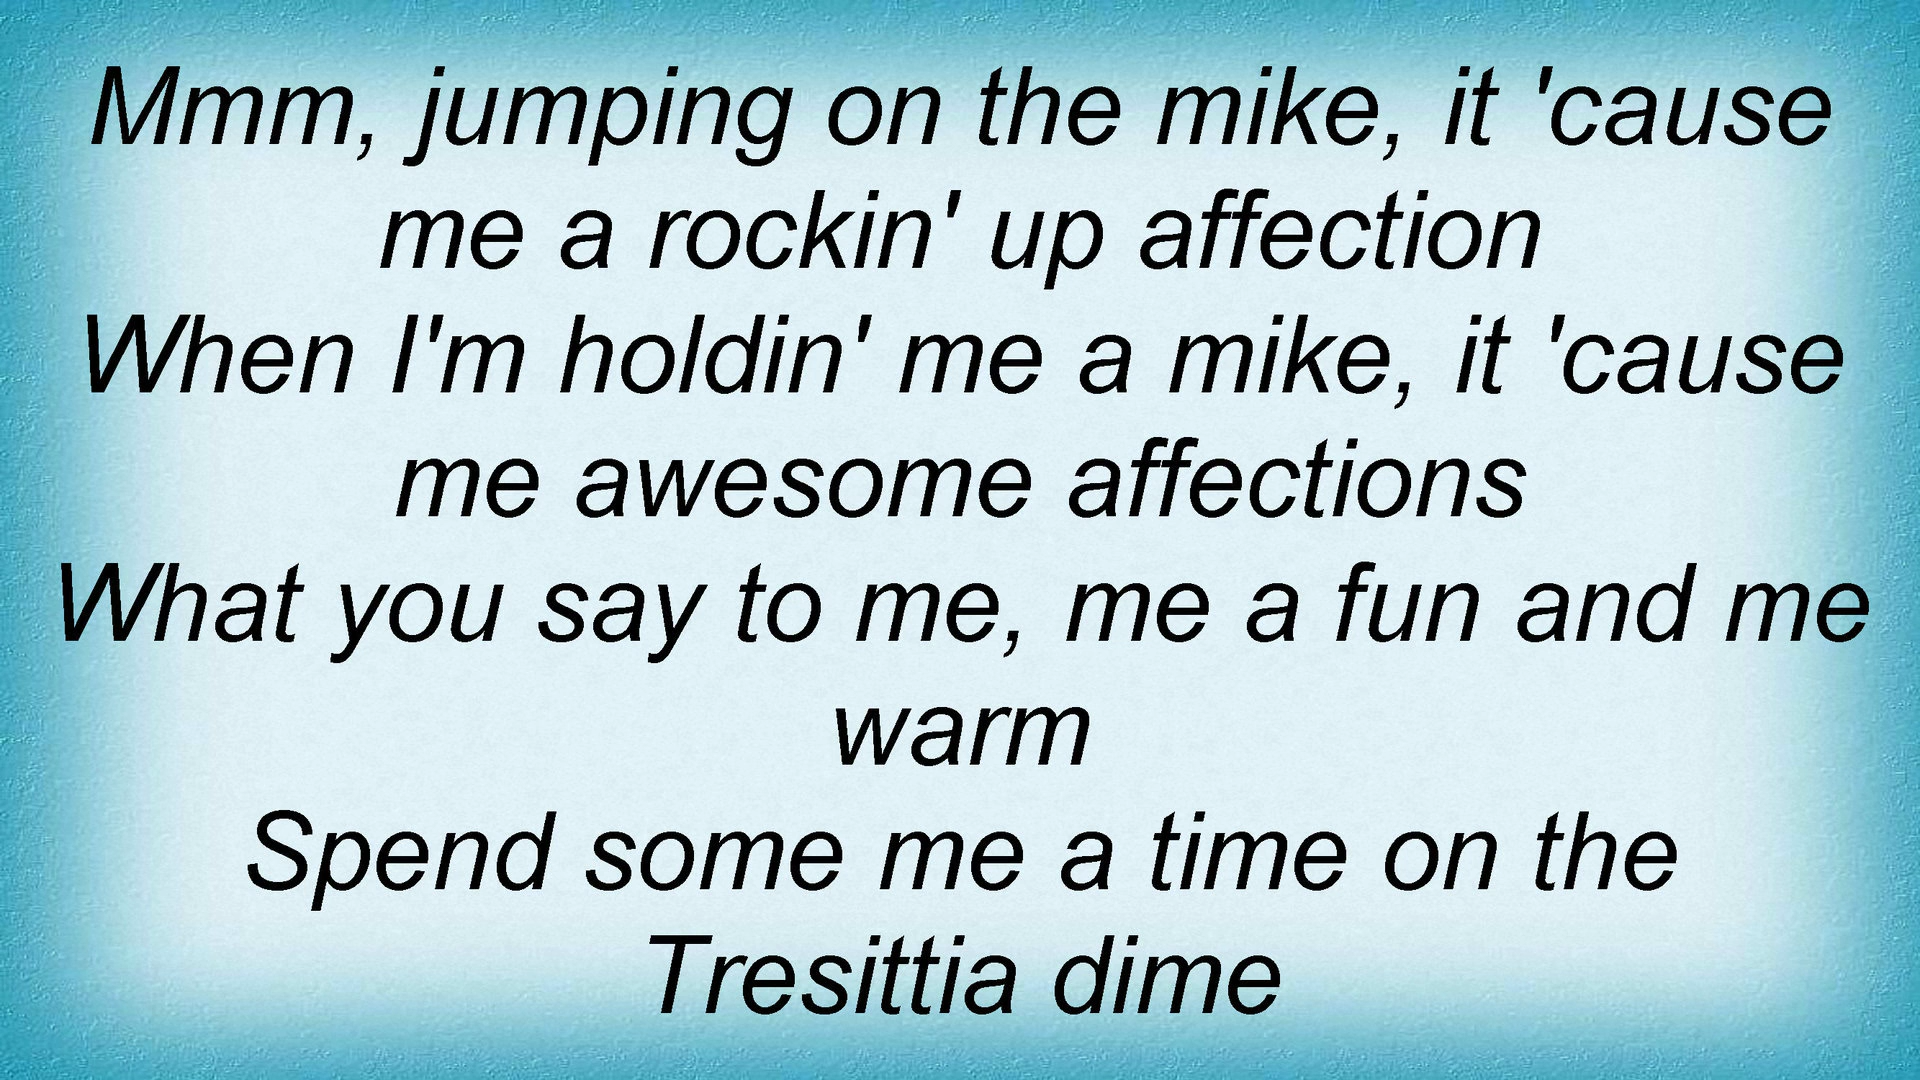 Mmm, jumping on the mike, it 'cause
me a rockin' up affection
When I'm holdin' me a mike, it 'cause
me awesome affections
What you say to me, me a fun and me
warm
Spend some me a time on the
Tresittia dime